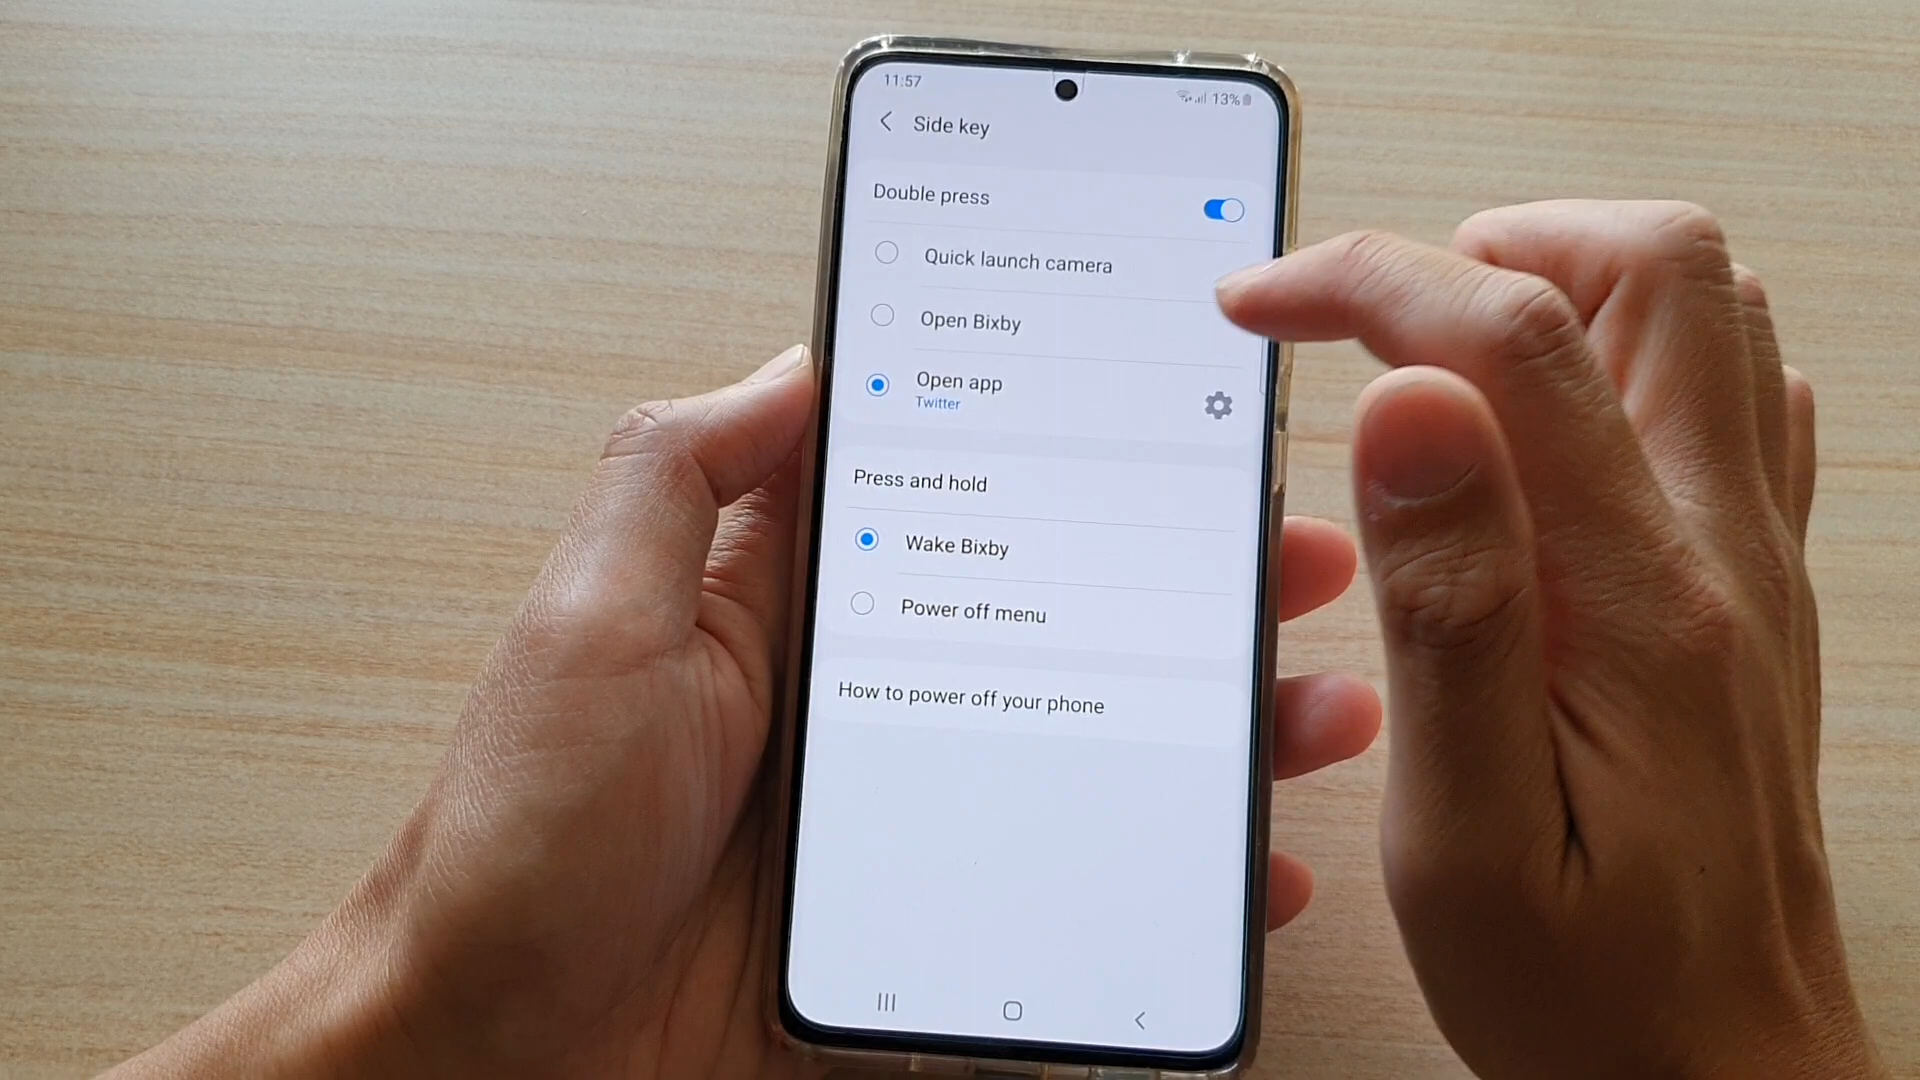 11:57
13%
Side key
Double press
Quick launch camera
Open Bixby
Open app
Twitter
Press and hold
Wake Bixby
Power off menu
How to power off your phone